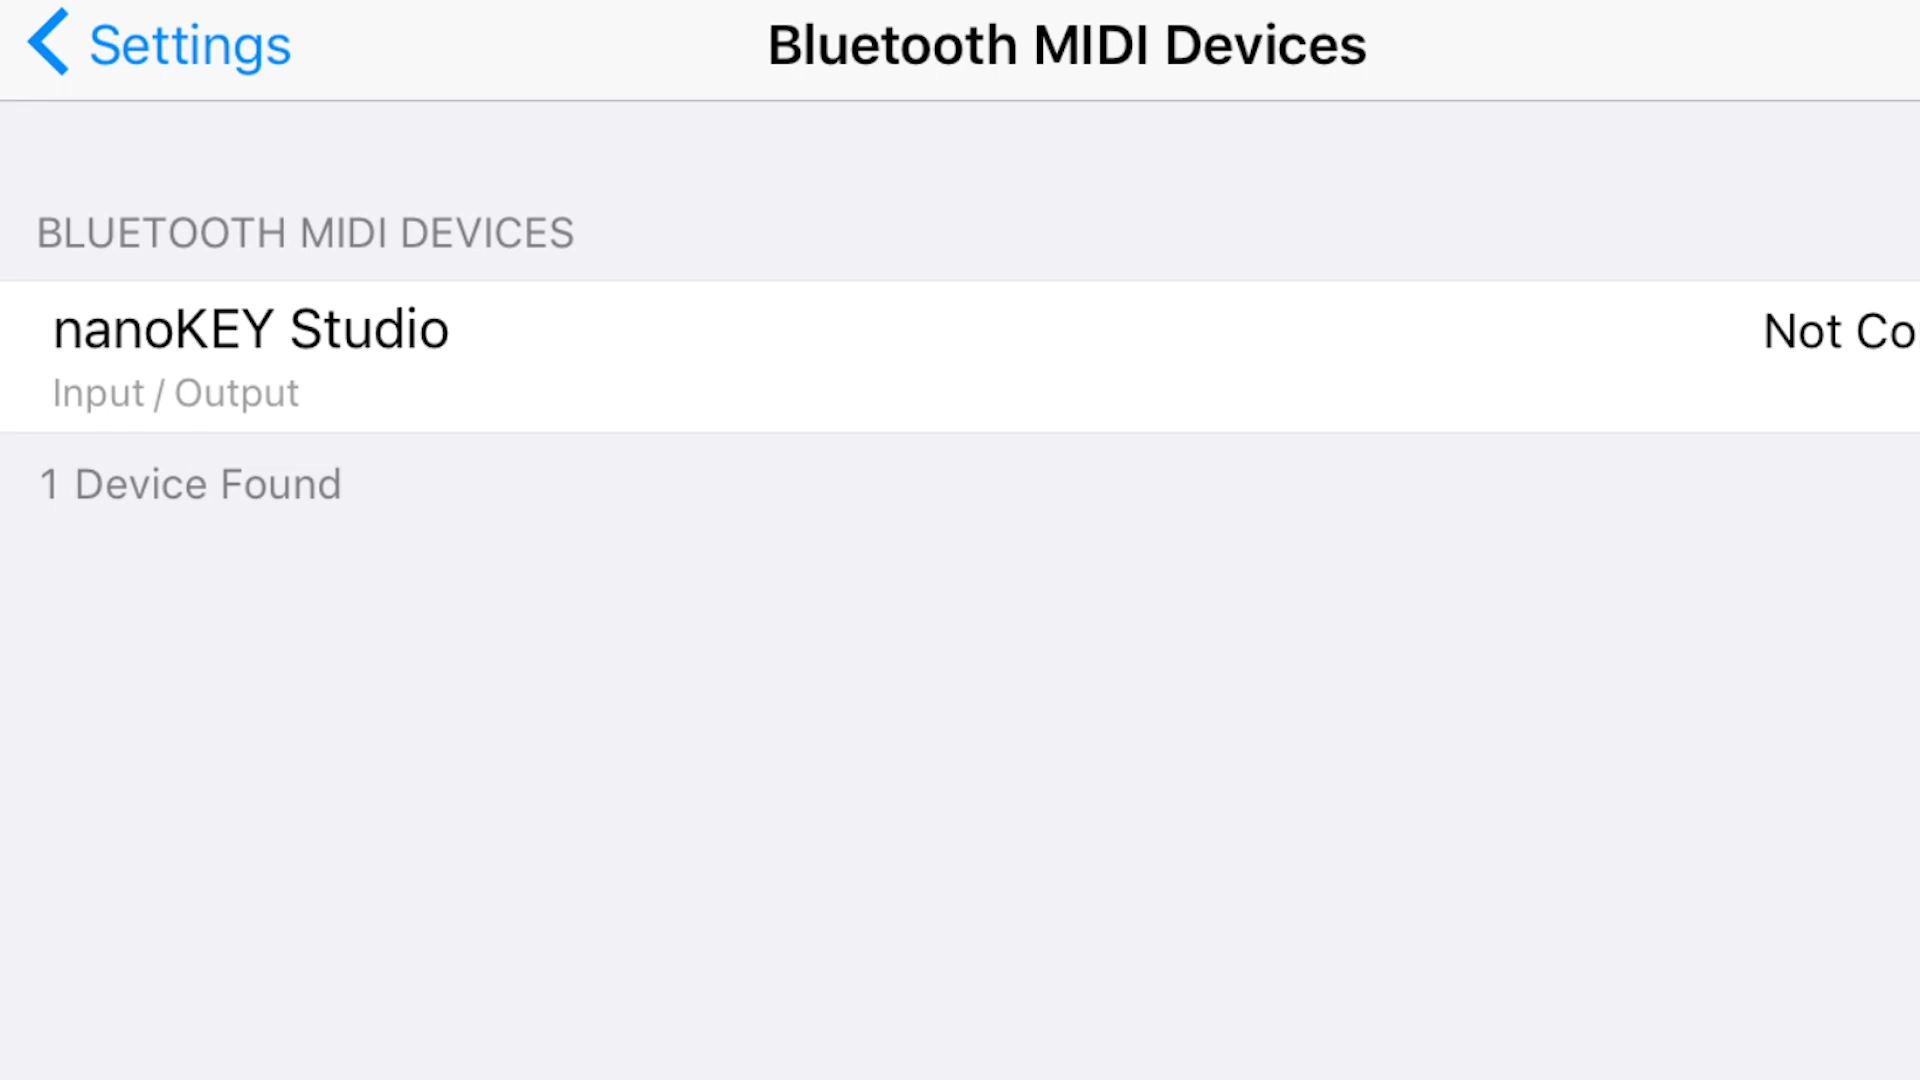 Settings
Bluetooth MIDI Devices
BLUETOOTH MIDI DEVICES
nanoKEY Studio
Not Co
Input / Output
1 Device Found